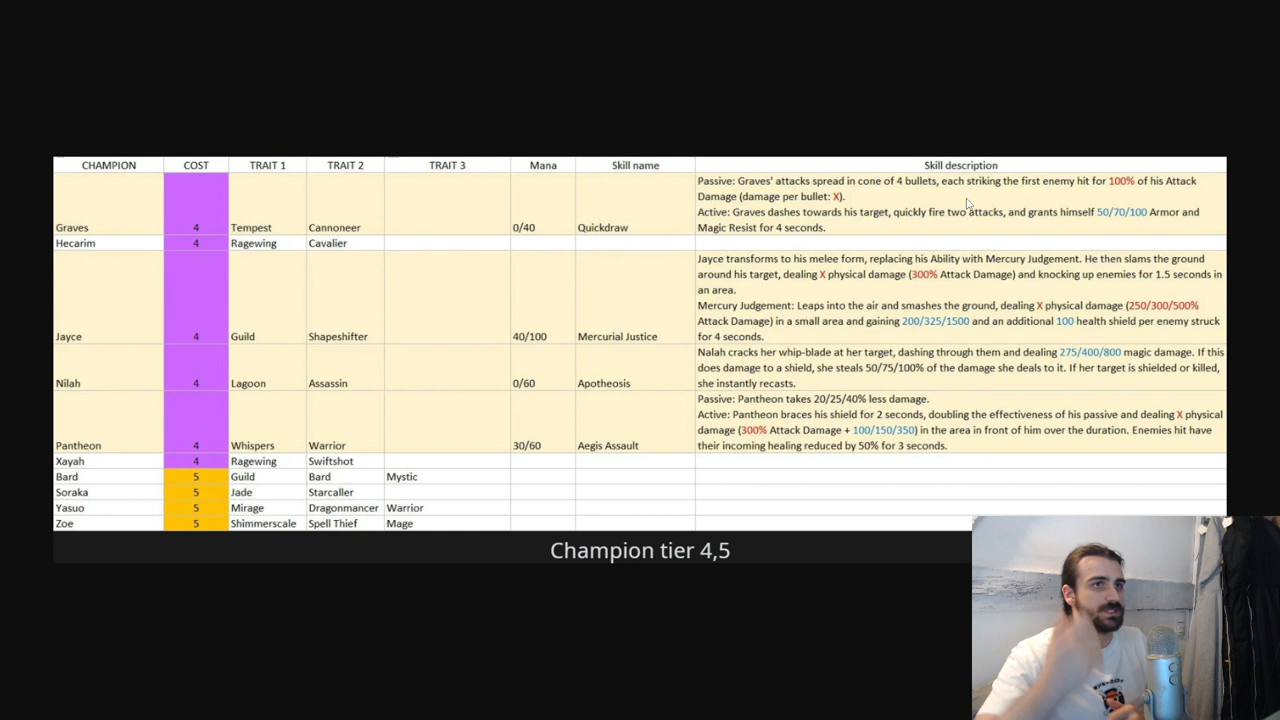 CHAMPION COST TRAIT 1 TRAIT 2 TRAIT 3 Mana Skill name Skill description
Passive: Graves' attacks spread in cone of 4 bullets, each striking the first enemy hit for 100% of his Attack
Damage (damage per bullet: X).
Active: Graves dashes towards his target, quickly fire two attacks, and grants himself 50/70/100 Armor and
Graves 4 Tempest Cannoneer 0/40 Quickdraw Magic Resist for 4 seconds.
Hecarim 4 Ragewing Cavalier
Jayce transforms to his melee form, replacing his Ability with Mercury Judgement. He then slams the ground
around his target, dealing X physical damage (300% Attack Damage) and knocking up enemies for 1.5 seconds in
an area.
Mercury Judgement: Leaps into the air and smashes the ground, dealing X physical damage (250/300/500%
Attack Damage) in a small area and gaining 200/325/1500 and an additional 100 health shield per enemy struck
Jayce 4 Guild Shapeshifter 40/100 Mercurial Justice for 4 seconds.
Nalah cracks her whip-blade at her target, dashing through them and dealing 275/400/800 magic damage. If this
does damage to a shield, she steals 50/75/100% of the damage she deals to it. If her target is shielded or killed,
Nilah 4 Lagoon Assassin 0/60 Apotheosis she instantly recasts.
Passive: Pantheon takes 20/25/40% less damage.
Active: Pantheon braces his shield for 2 seconds, doubling the effectiveness of his passive and dealing X physical
damage (300% Attack Damage + 100/150/350) in the area in front of him over the duration. Enemies hit have
Pantheon 4 Whispers Warrior 30/60 Aegis Assault their incoming healing reduced by 50% for 3 seconds.
Xayah 4 Ragewing Swiftshot
Bard 5 Guild Bard Mystic
Soraka 5 Jade Starcaller
Yasuo 5 Mirage Dragonmancer Warrior
Zoe 5 Shimmerscale Spell Thief Mage
Champion tier 4,5